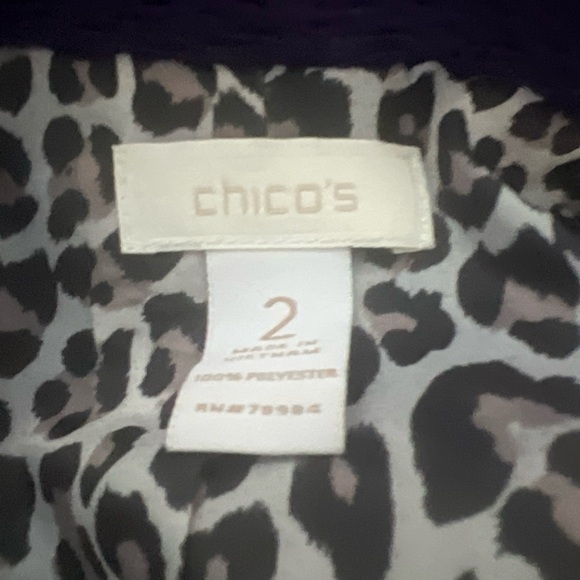 chico's
2
MADE IN
VIETNAM
100% POLYESTER
RN#79984